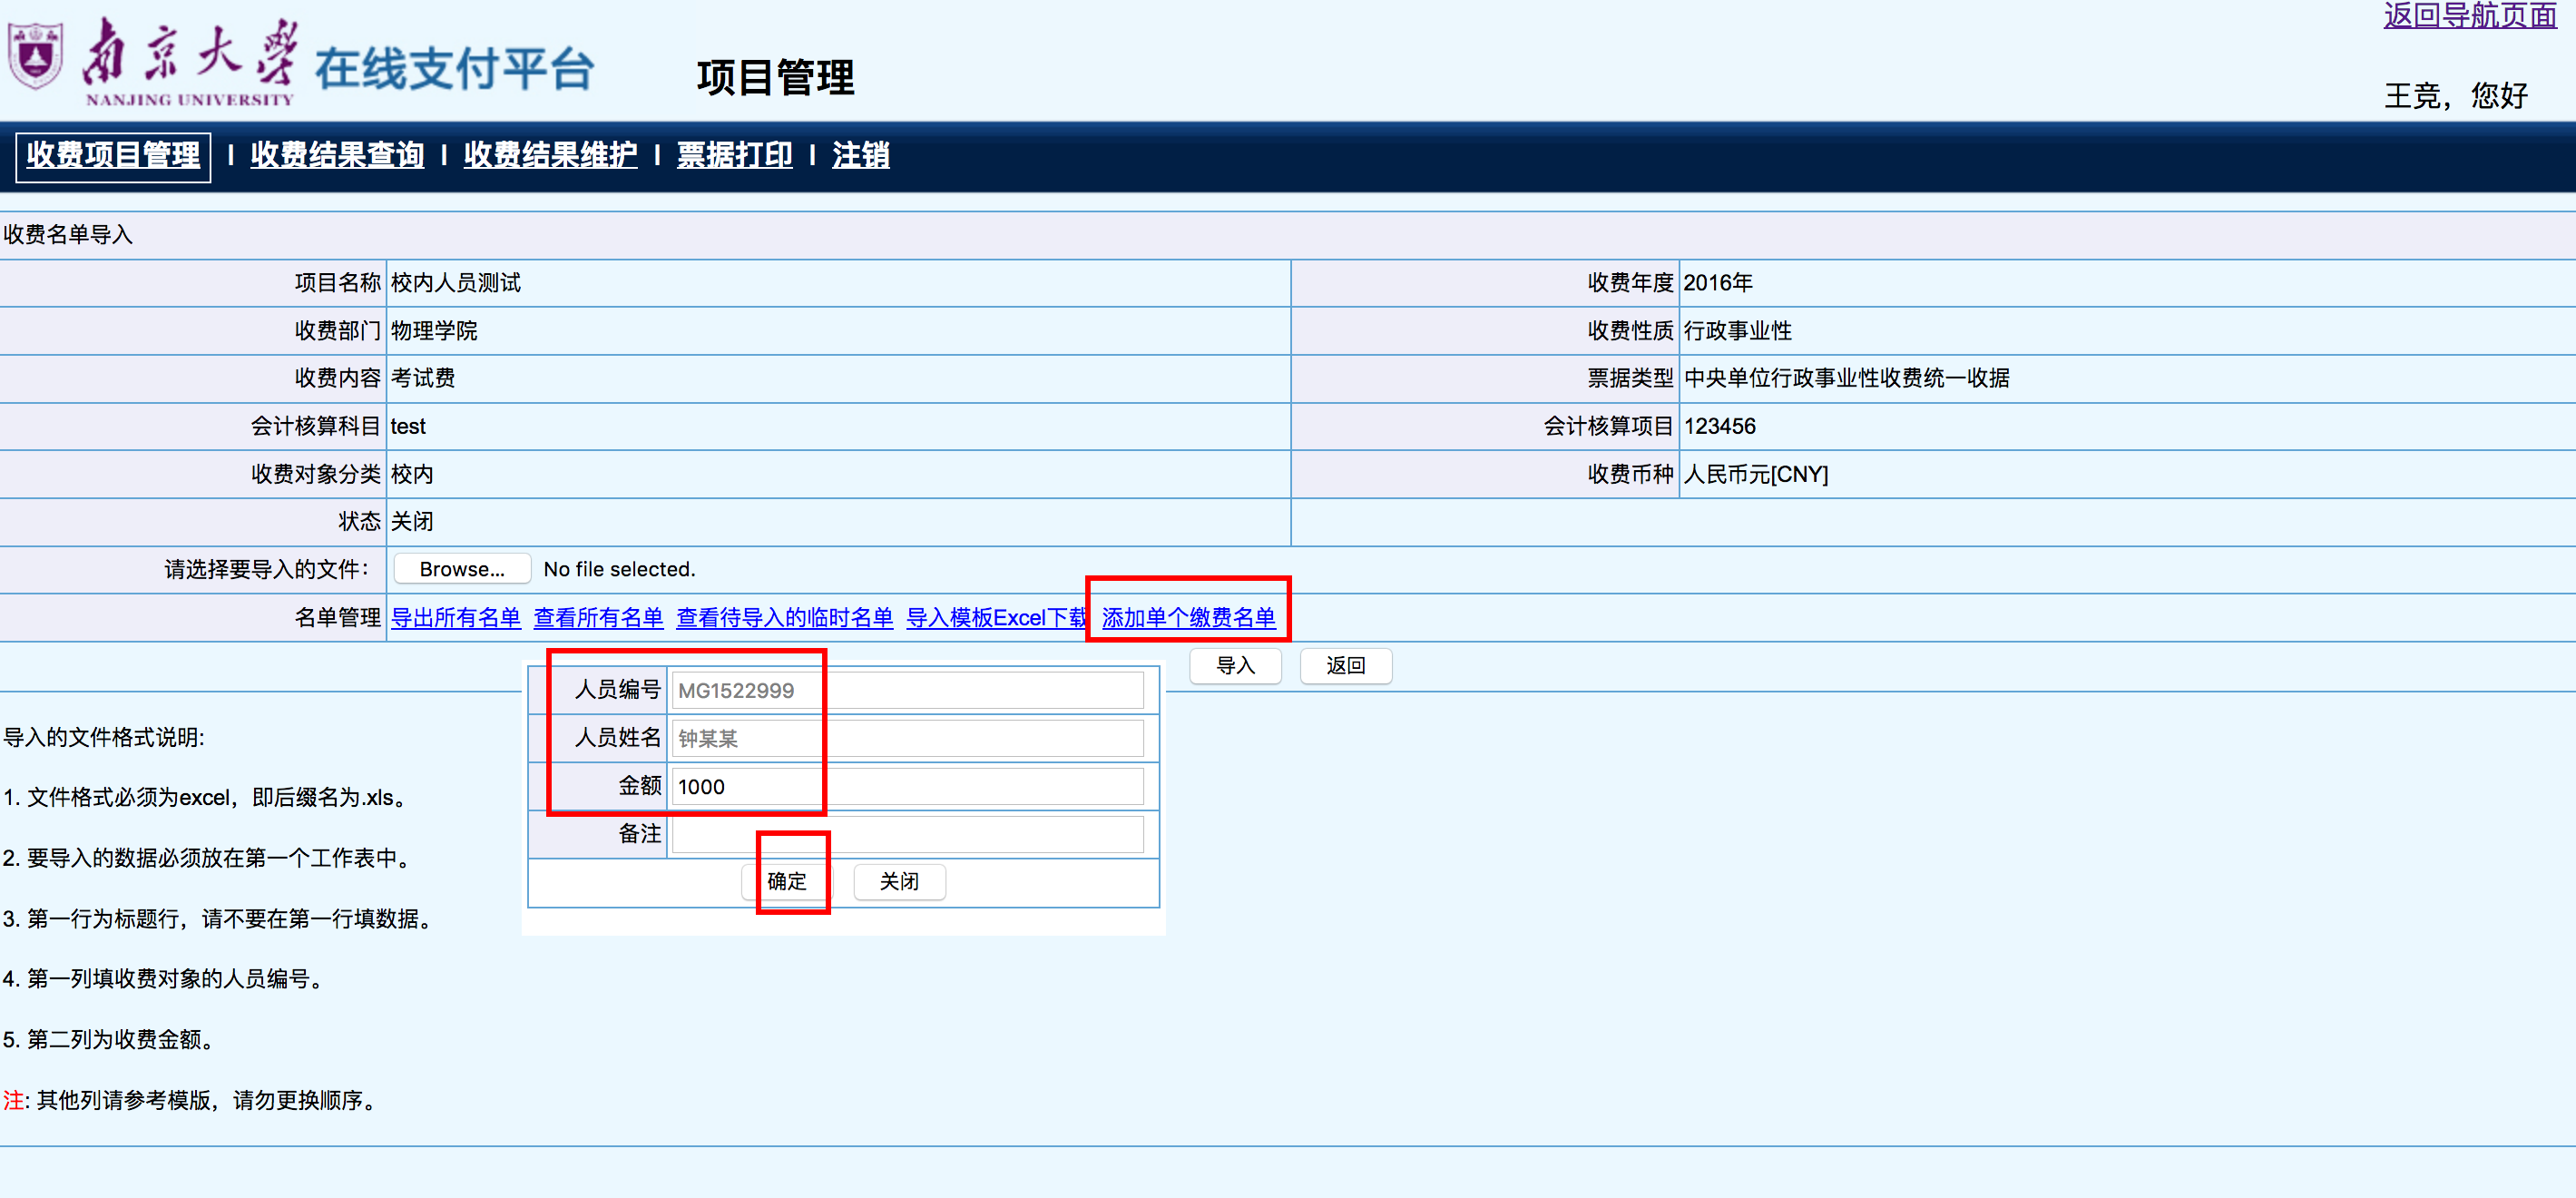 返回导航页面
南京大学 在线支付平台 项目管理
NANJING UNIVERSITY
王竞，您好
收费项目管理 | 收费结果查询 | 收费结果维护 | 票据打印 | 注销
收费名单导入
项目名称 校内人员测试 收费年度 2016年
收费部门 物理学院 收费性质 行政事业性
收费内容 考试费 票据类型 中央单位行政事业性收费统一收据
会计核算科目 test 会计核算项目 123456
收费对象分类 校内 收费币种 人民币元[CNY]
状态 关闭
请选择要导入的文件： Browse... No file selected.
名单管理 导出所有名单 查看所有名单 查看待导入的临时名单 导入模板Excel下载 添加单个缴费名单
导入 返回
人员编号 MG1522999
人员姓名 钟某某
金额 1000
备注
确定 关闭
导入的文件格式说明:
1. 文件格式必须为excel，即后缀名为.xls。
2. 要导入的数据必须放在第一个工作表中。
3. 第一行为标题行，请不要在第一行填数据。
4. 第一列填收费对象的人员编号。
5. 第二列为收费金额。
注: 其他列请参考模版，请勿更换顺序。